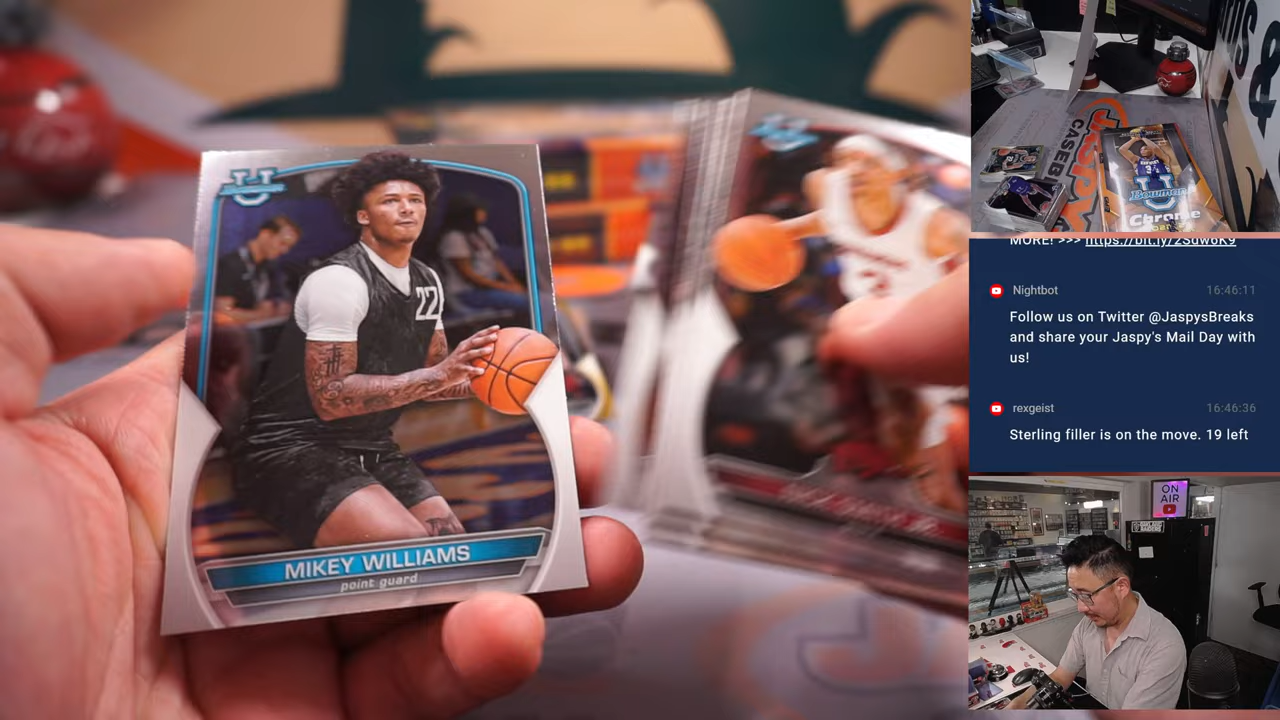 U
22
MIKEY WILLIAMS
point guard
CASEB
U
Bowman
Chrome
MS &
MORE! >>> https://bit.ly/2Sdw6K9
Nightbot
16:46:11
Follow us on Twitter @JaspysBreaks
and share your Jaspy's Mail Day with
us!
rexgeist
16:46:36
Sterling filler is on the move. 19 left
ON
AIR